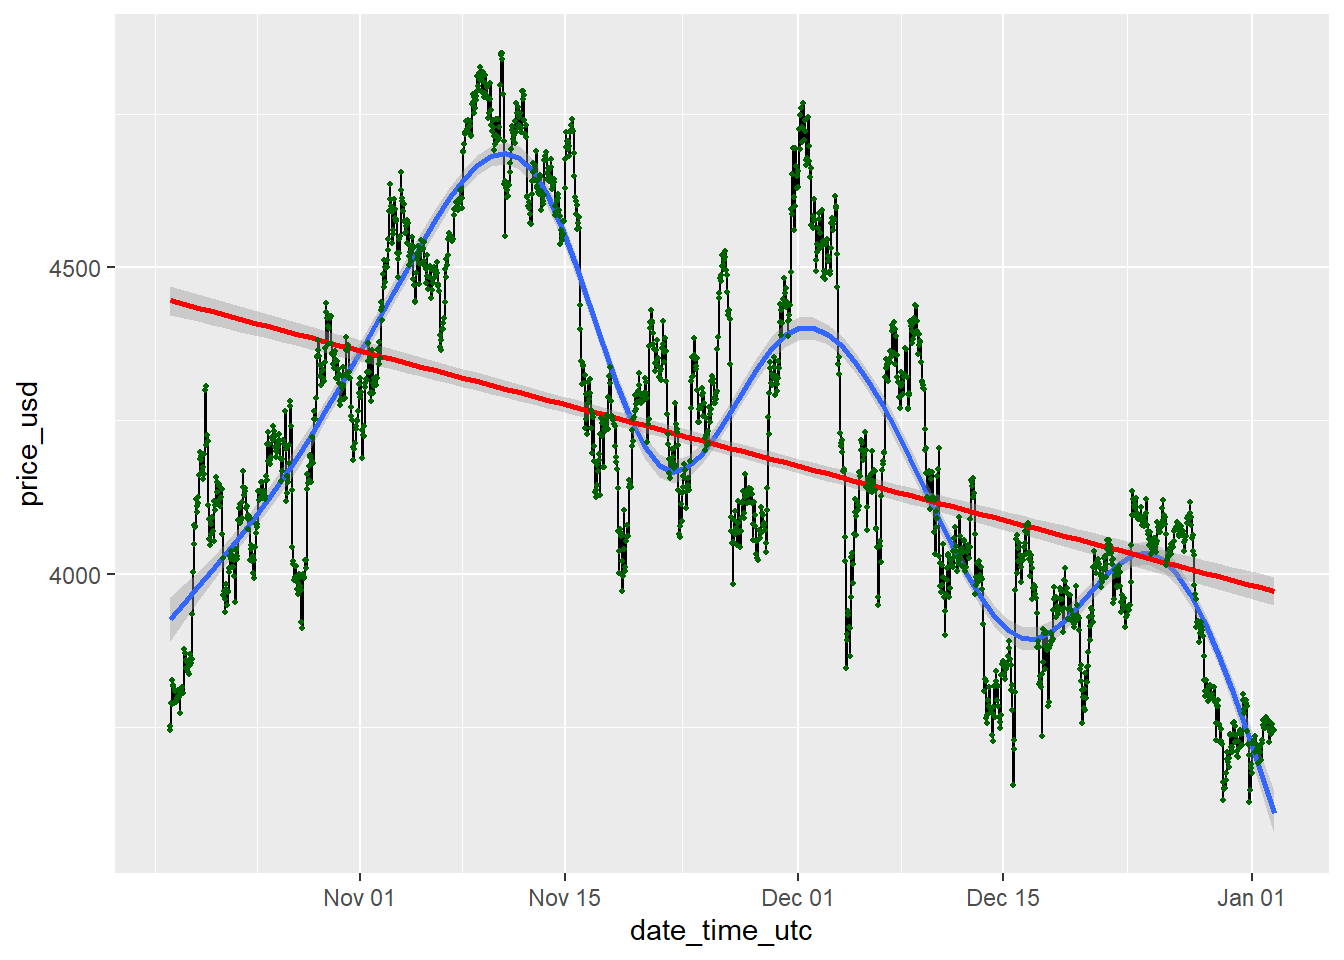 price_usd
4500
4000
Nov 01
Nov 15
Dec 01
Dec 15
Jan 01
date_time_utc